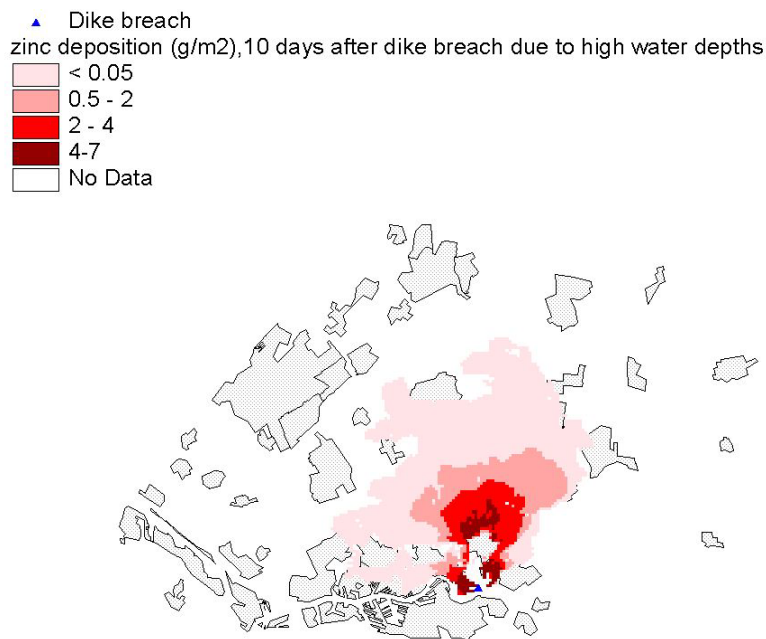 Dike breach
zinc deposition (g/m2),10 days after dike breach due to high water depths
< 0.05
0.5 - 2
2 - 4
4-7
No Data